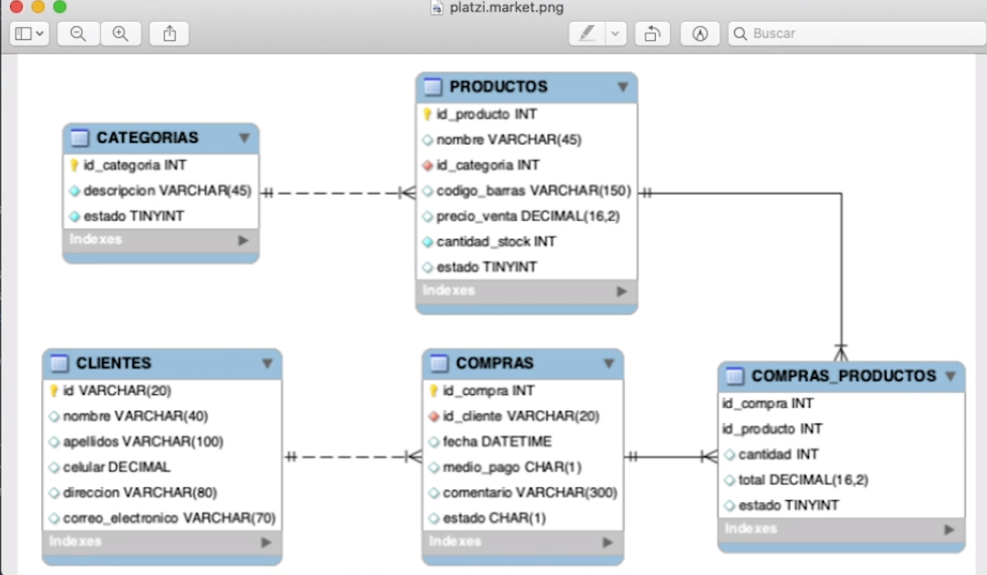 platzi.market.png
Buscar
CATEGORIAS
id_categoria INT
descripcion VARCHAR(45)
estado TINYINT
Indexes
PRODUCTOS
id_producto INT
nombre VARCHAR(45)
id_categoria INT
codigo_barras VARCHAR(150)
precio_venta DECIMAL(16,2)
cantidad_stock INT
estado TINYINT
Indexes
CLIENTES
id VARCHAR(20)
nombre VARCHAR(40)
apellidos VARCHAR(100)
celular DECIMAL
direccion VARCHAR(80)
correo_electronico VARCHAR(70)
Indexes
COMPRAS
id_compra INT
id_cliente VARCHAR(20)
fecha DATETIME
medio_pago CHAR(1)
comentario VARCHAR(300)
estado CHAR(1)
Indexes
COMPRAS_PRODUCTOS
id_compra INT
id_producto INT
cantidad INT
total DECIMAL(16,2)
estado TINYINT
Indexes